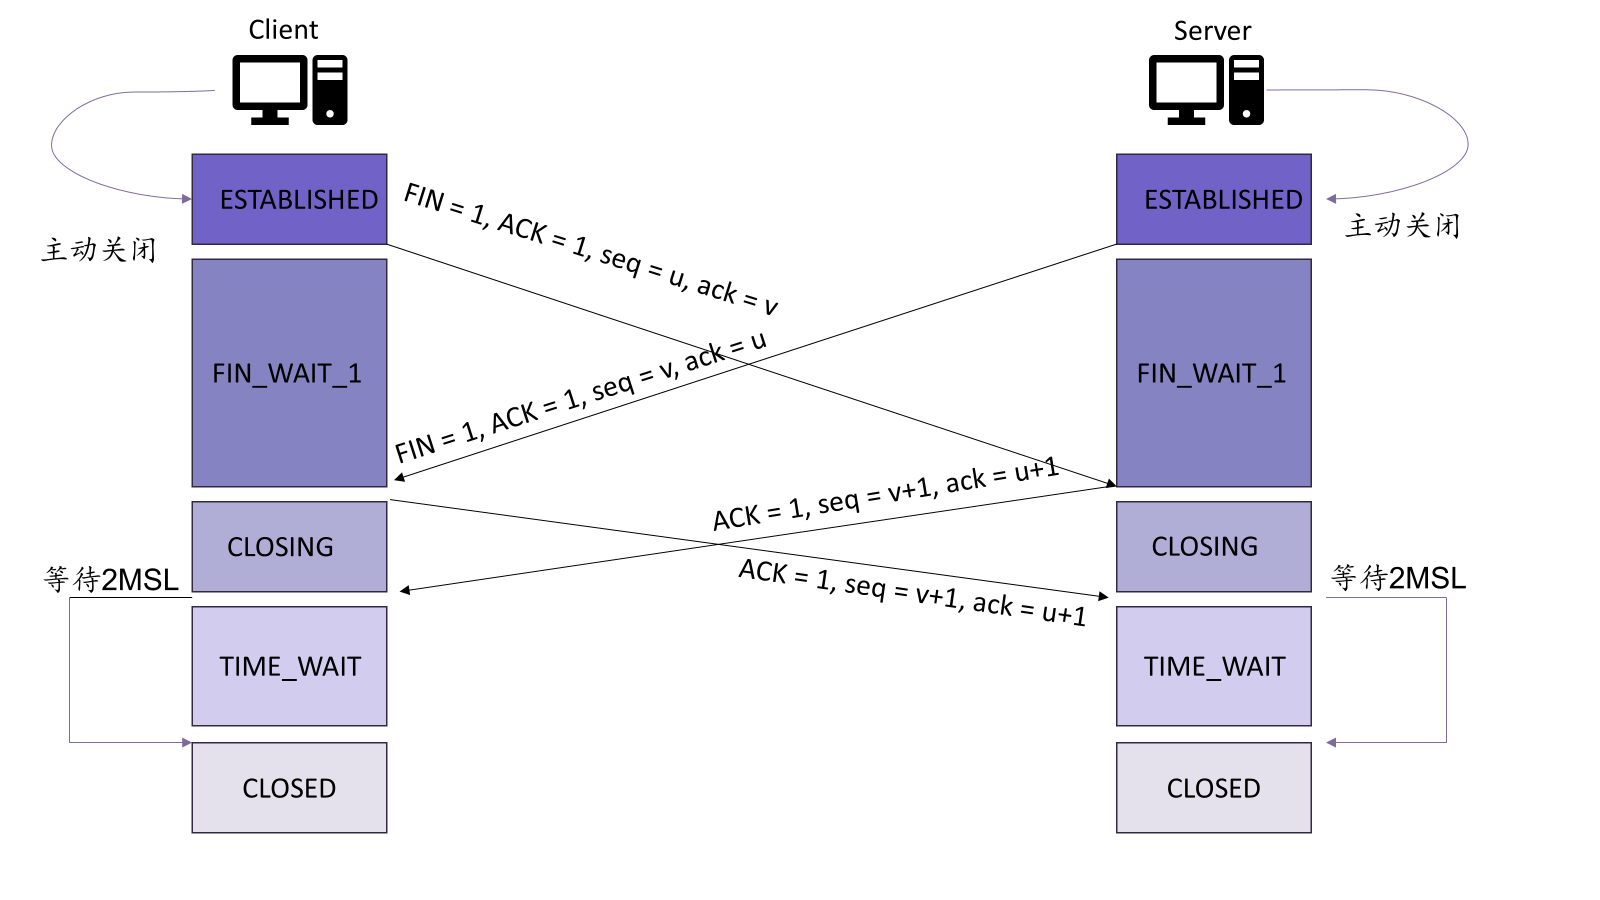 Client
Server
ESTABLISHED
ESTABLISHED
主动关闭
主动关闭
FIN = 1, ACK = 1, seq = u, ack = v
FIN = 1, ACK = 1, seq = v, ack = u
FIN_WAIT_1
FIN_WAIT_1
ACK = 1, seq = v+1, ack = u+1
ACK = 1, seq = v+1, ack = u+1
CLOSING
CLOSING
等待2MSL
等待2MSL
TIME_WAIT
TIME_WAIT
CLOSED
CLOSED